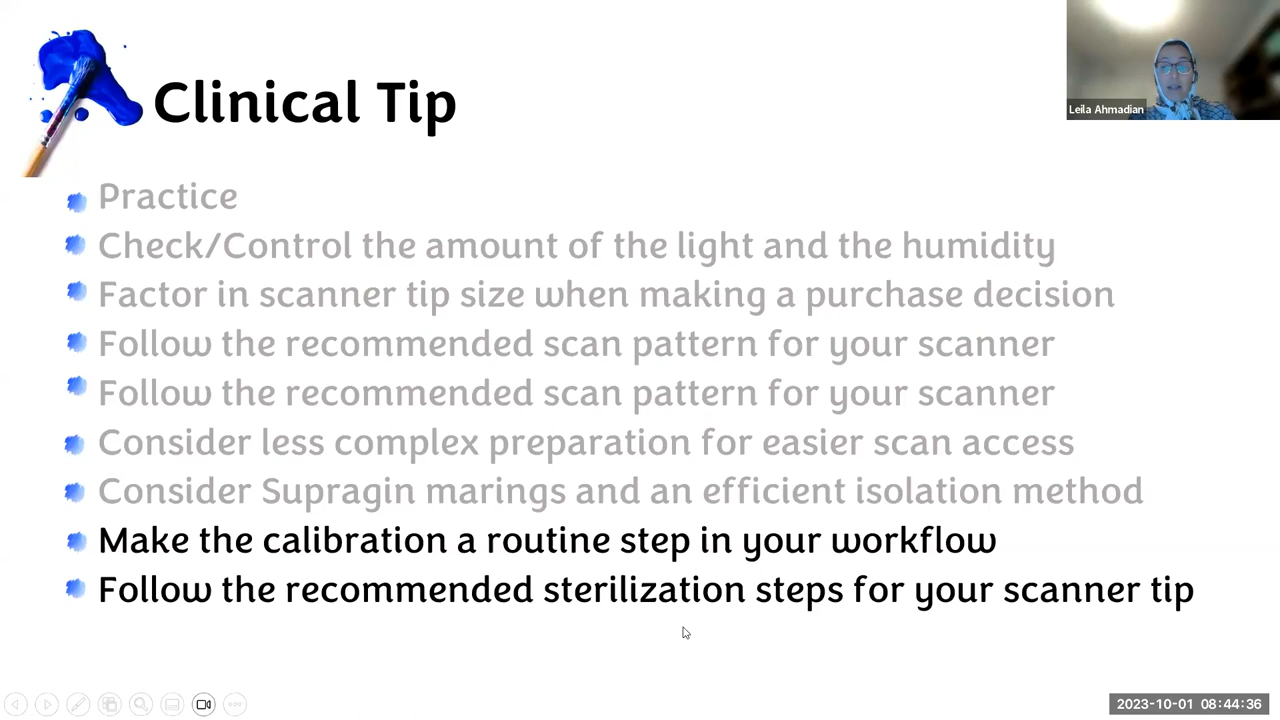 Clinical Tip
Leila Ahmadian
Practice
Check/Control the amount of the light and the humidity
Factor in scanner tip size when making a purchase decision
Follow the recommended scan pattern for your scanner
Follow the recommended scan pattern for your scanner
Consider less complex preparation for easier scan access
Consider Supragin marings and an efficient isolation method
Make the calibration a routine step in your workflow
Follow the recommended sterilization steps for your scanner tip
2023-10-01 08:44:36